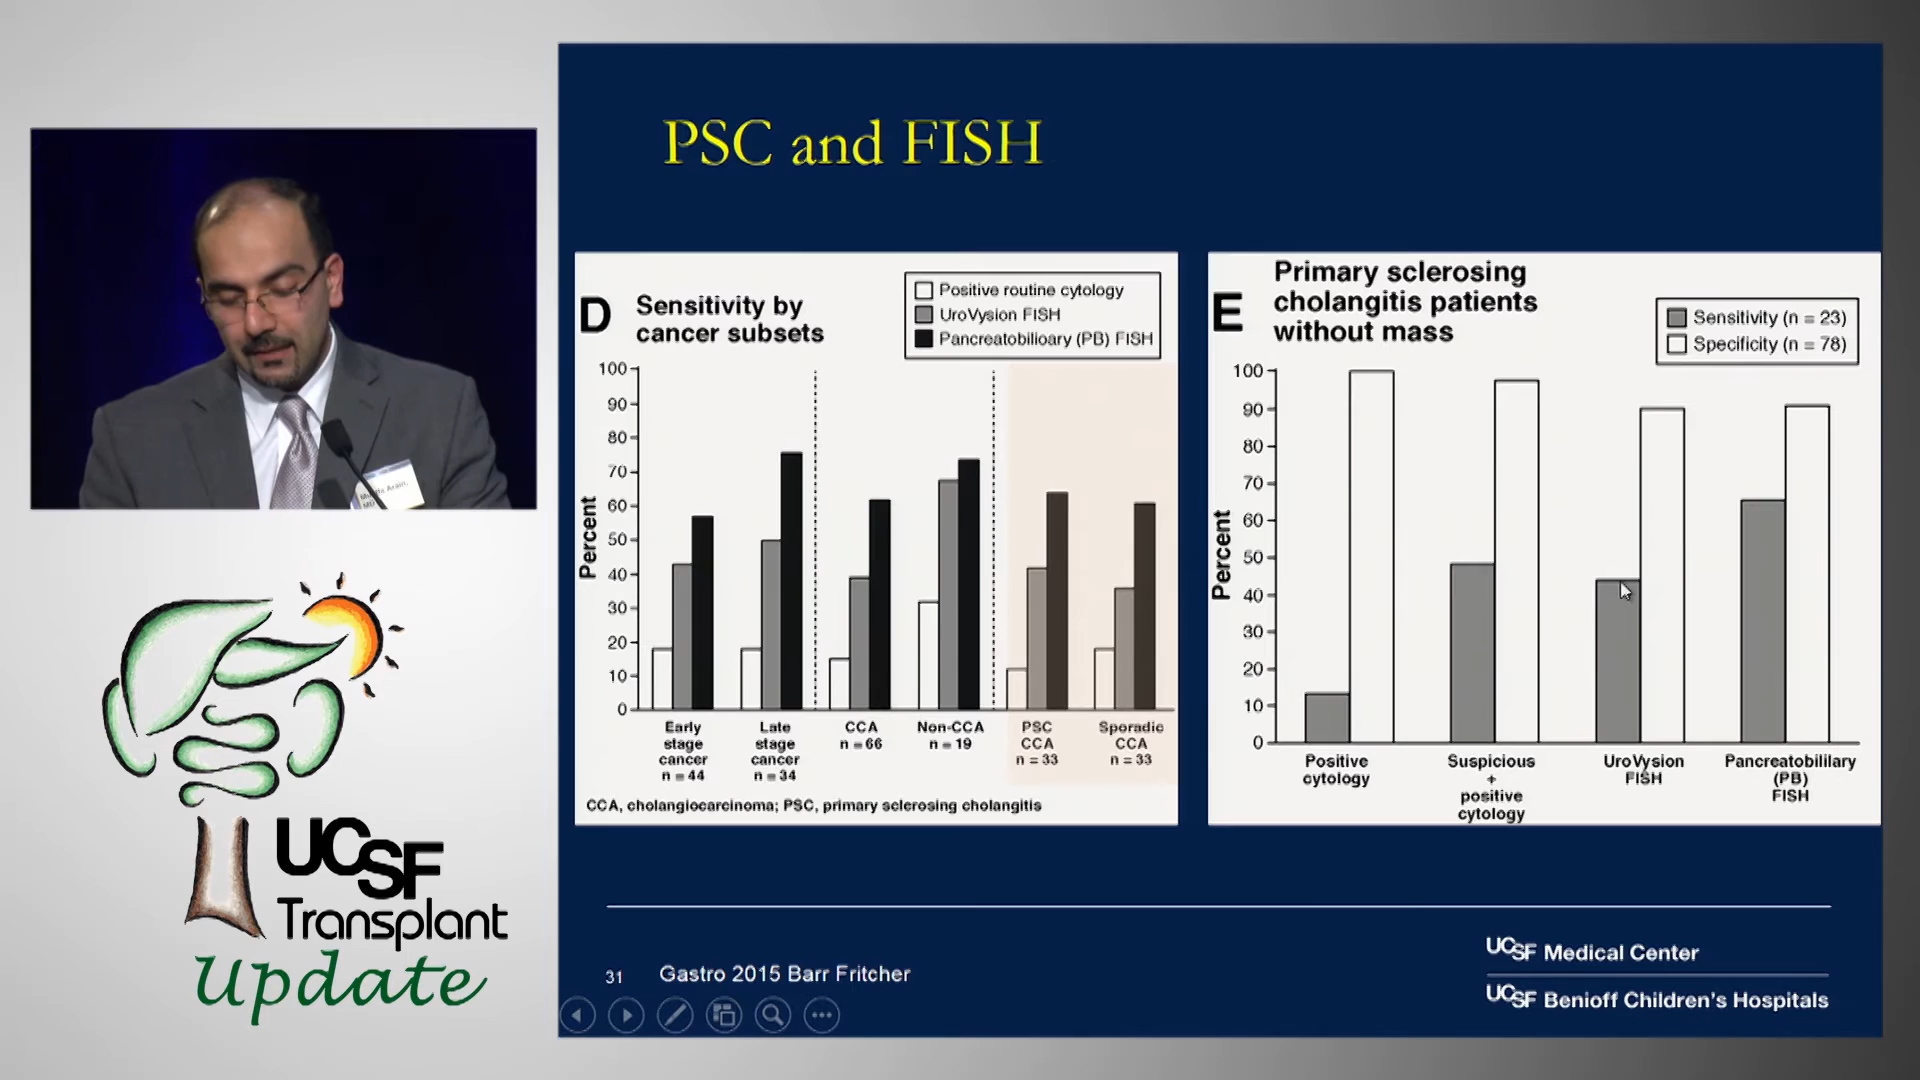 PSC and FISH
D
Sensitivity by
cancer subsets
Positive routine cytology
UroVysion FISH
Pancreatobilioary (PB) FISH
Percent
100
90
80
70
60
50
40
30
20
10
0
Early
stage
cancer
n = 44
Late
stage
cancer
n = 34
CCA
n = 66
Non-CCA
n = 19
PSC
CCA
n = 33
Sporadic
CCA
n = 33
CCA, cholangiocarcinoma; PSC, primary sclerosing cholangitis
E
Primary sclerosing
cholangitis patients
without mass
Sensitivity (n = 23)
Specificity (n = 78)
Percent
100
90
80
70
60
50
40
30
20
10
0
Positive
cytology
Suspicious
+
positive
cytology
UroVysion
FISH
Pancreatobililary
(PB)
FISH
31
Gastro 2015 Barr Fritcher
UCSF Medical Center
UCSF Benioff Children's Hospitals
UCSF
Transplant
Update
Arain,
MD